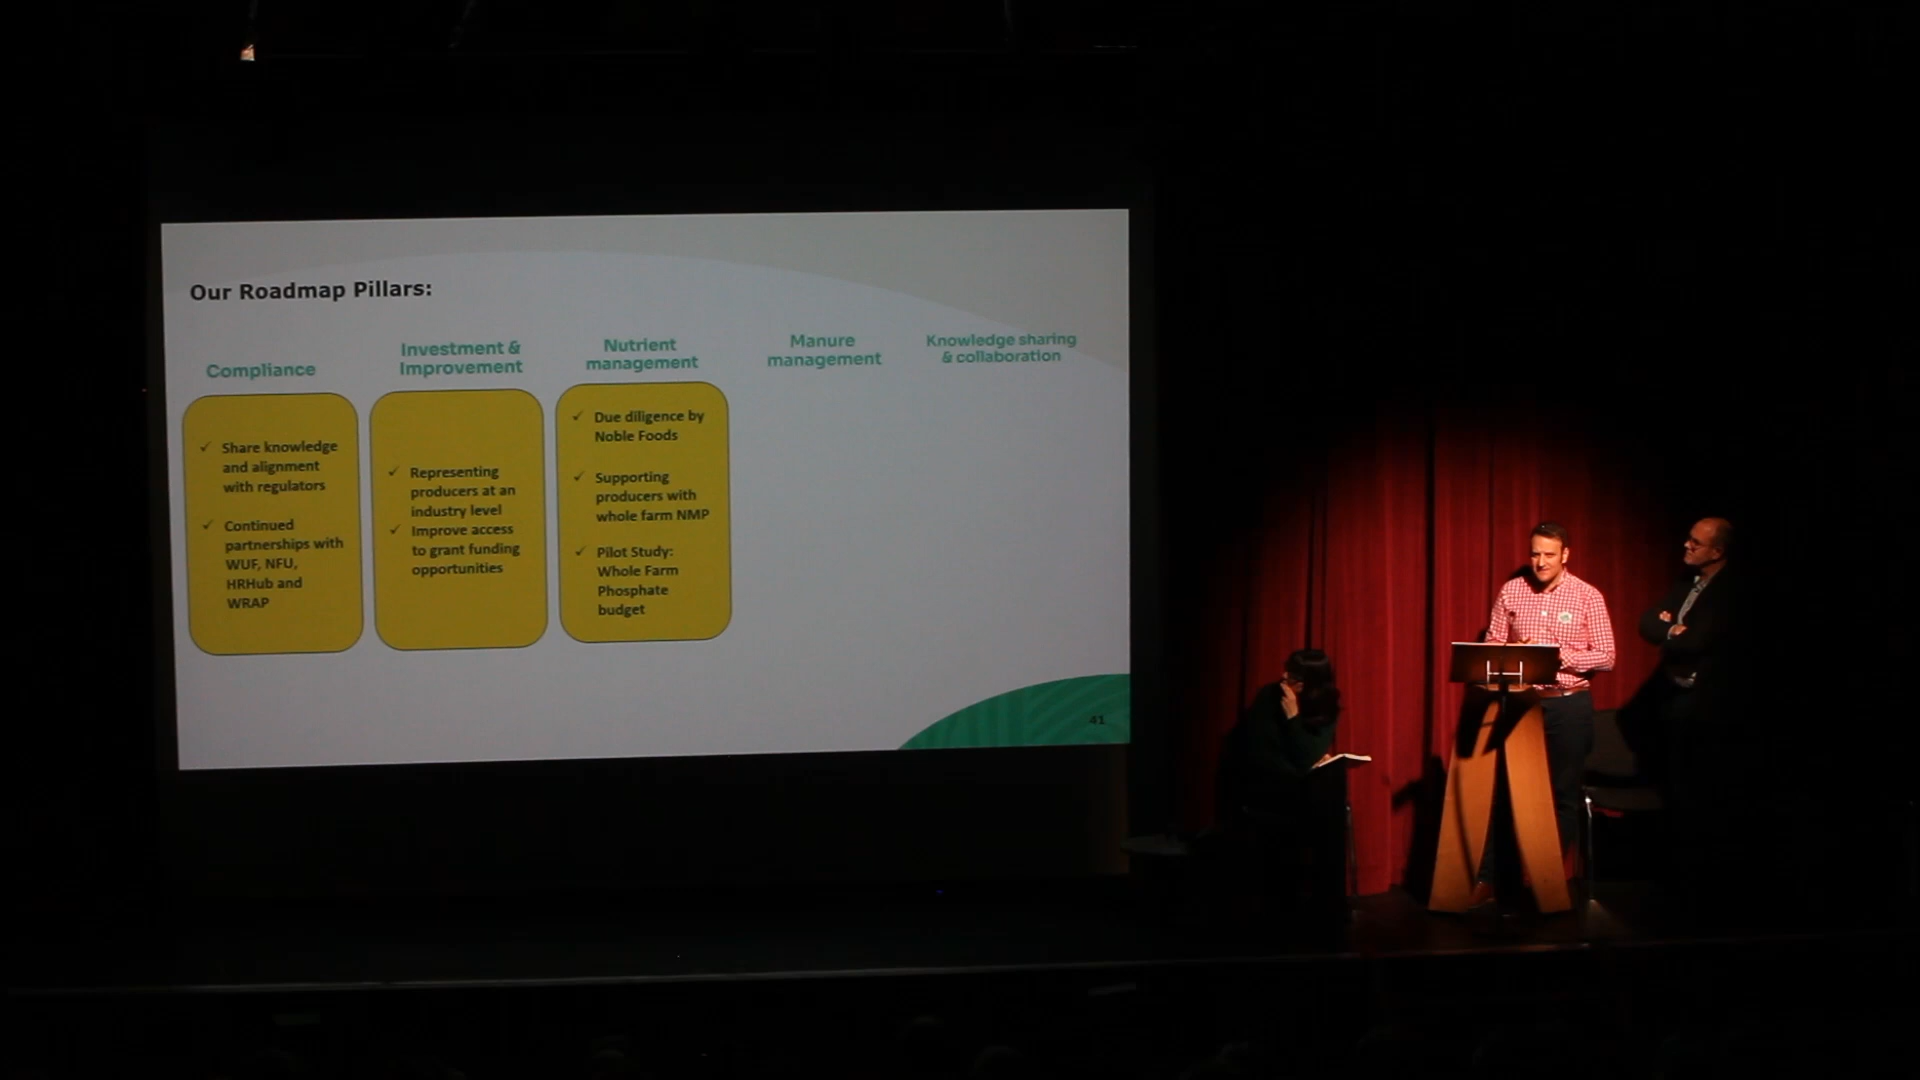 Our Roadmap Pillars:
Compliance
Share knowledge
and alignment
with regulators
Continued
partnerships with
WUF, NFU,
HRHub and
WRAP
Investment &
Improvement
Representing
producers at an
industry level
Improve access
to grant funding
opportunities
Nutrient
management
Due diligence by
Noble Foods
Supporting
producers with
whole farm NMP
Pilot Study:
Whole Farm
Phosphate
budget
Manure
management
Knowledge sharing
& collaboration
41